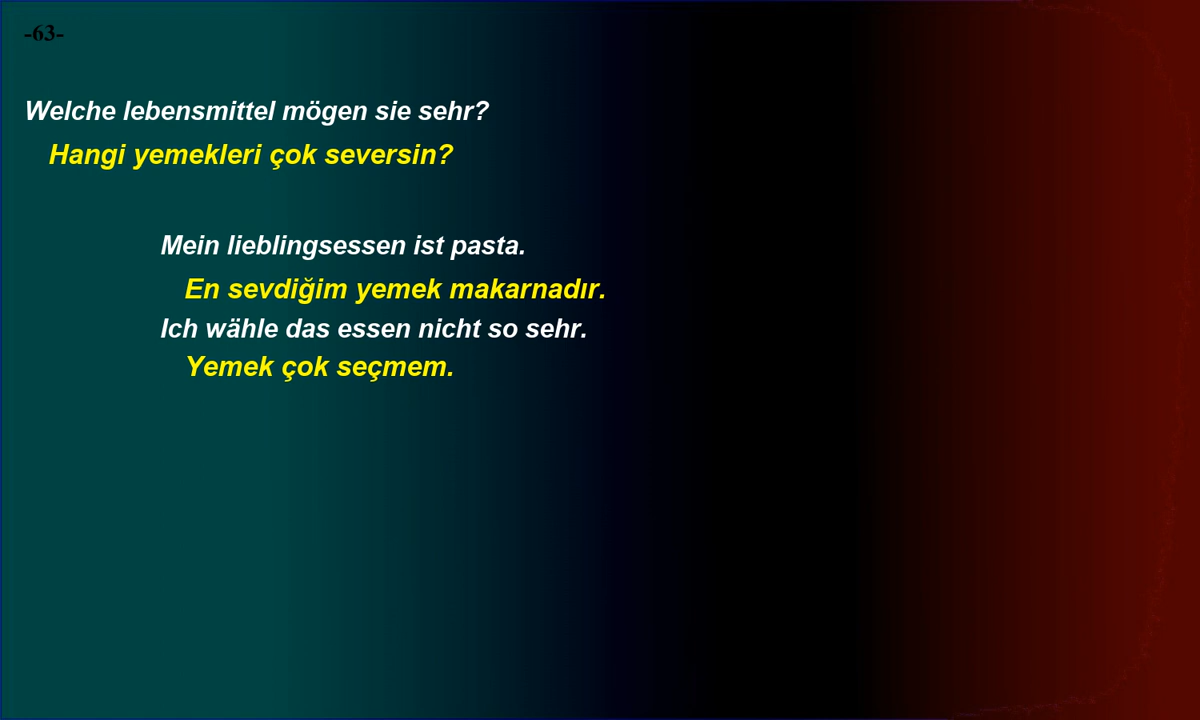 -63-
Welche lebensmittel mögen sie sehr?
Hangi yemekleri çok seversin?
Mein lieblingsessen ist pasta.
En sevdiğim yemek makarnadır.
Ich wähle das essen nicht so sehr.
Yemek çok seçmem.